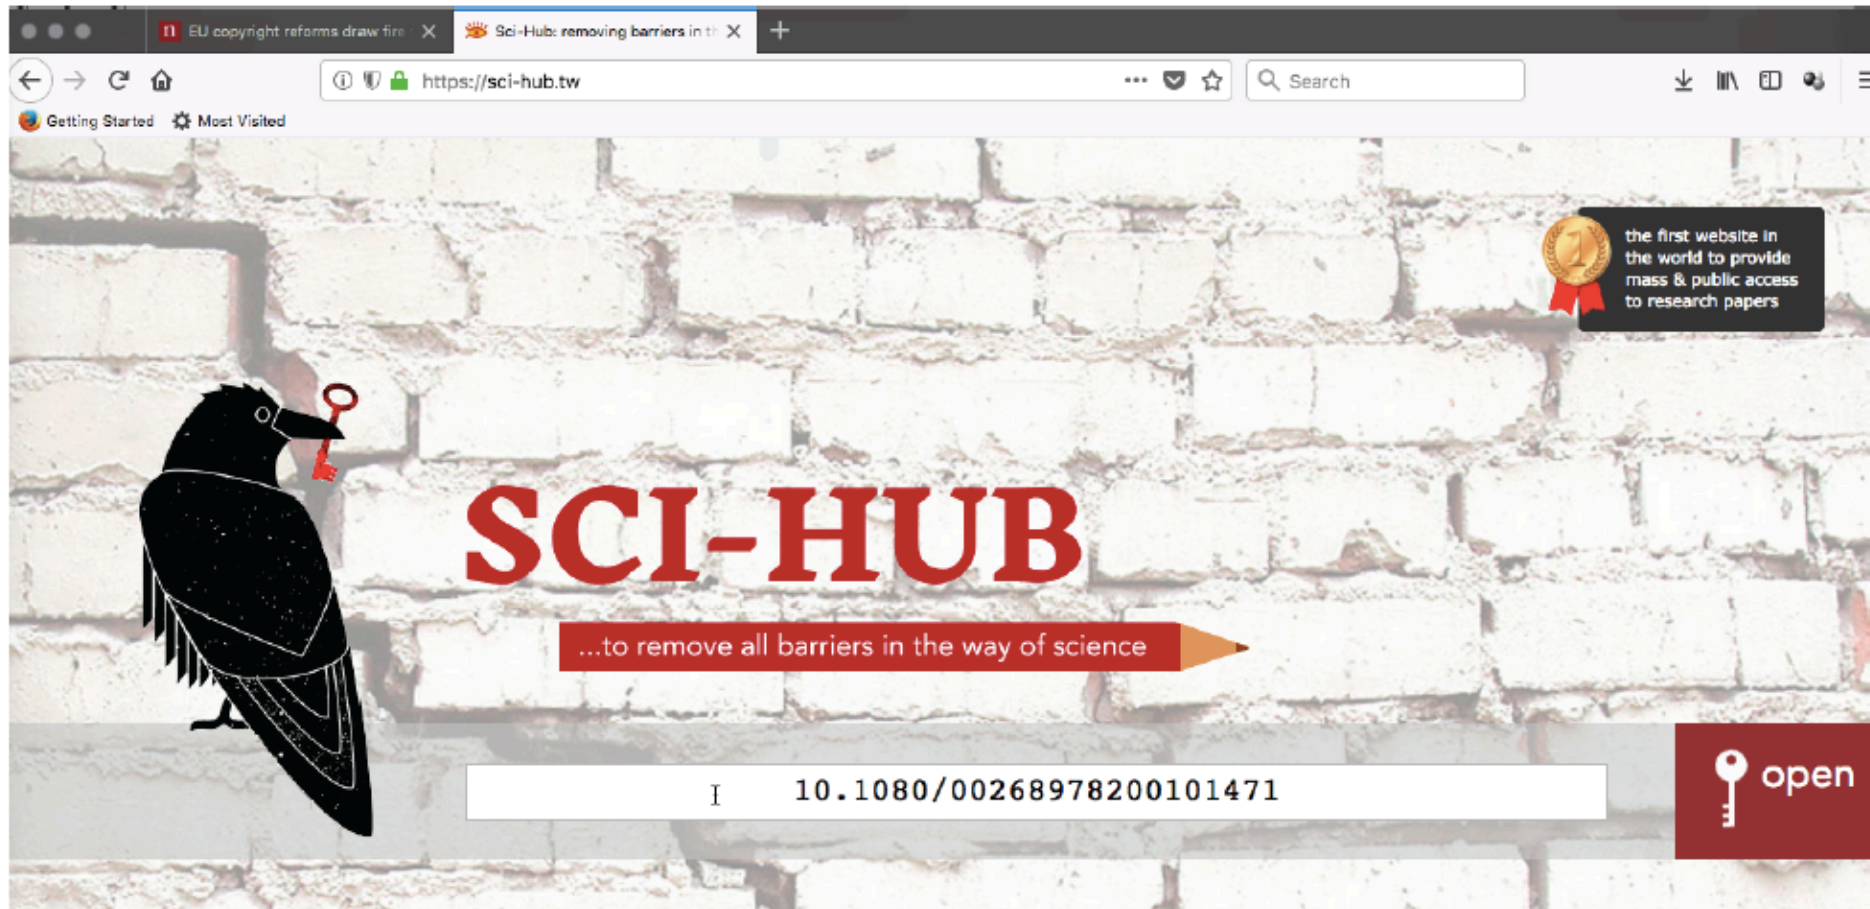 EU copyright reforms draw fire
Sci-Hub: removing barriers in th
https://sci-hub.tw
Search
Getting Started
Most Visited
the first website in
the world to provide
mass & public access
to research papers
SCI-HUB
...to remove all barriers in the way of science
10.1080/00268978200101471
open